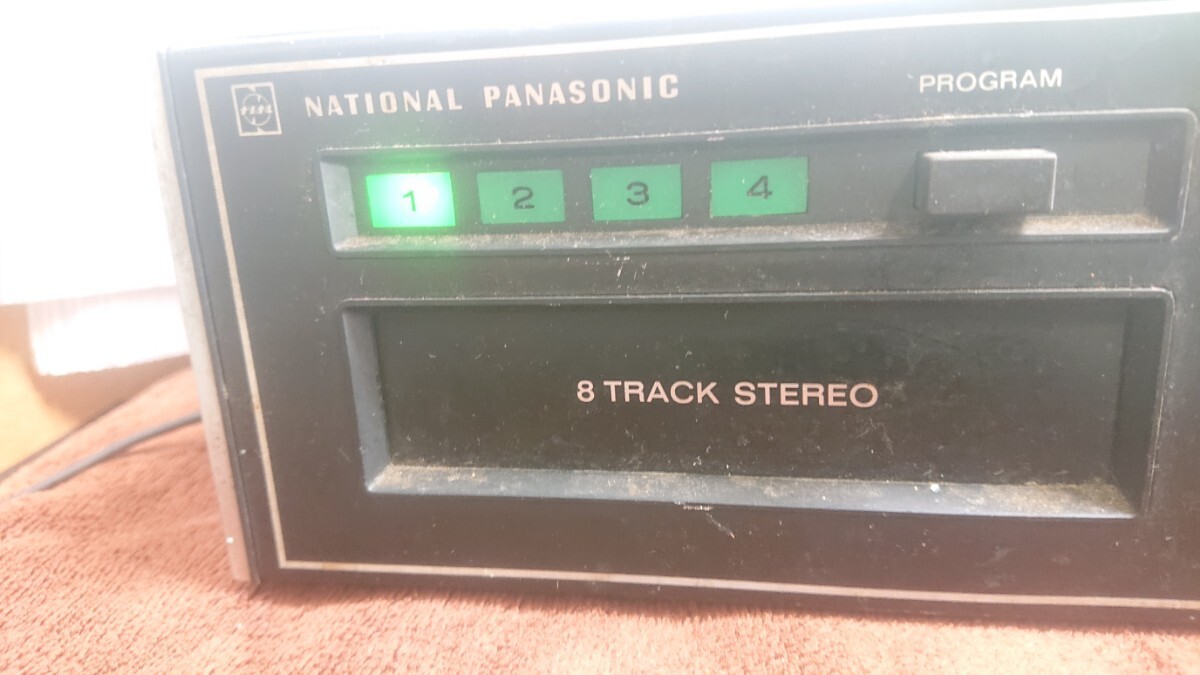 NATIONAL PANASONIC
PROGRAM
1 2 3 4
8 TRACK STEREO